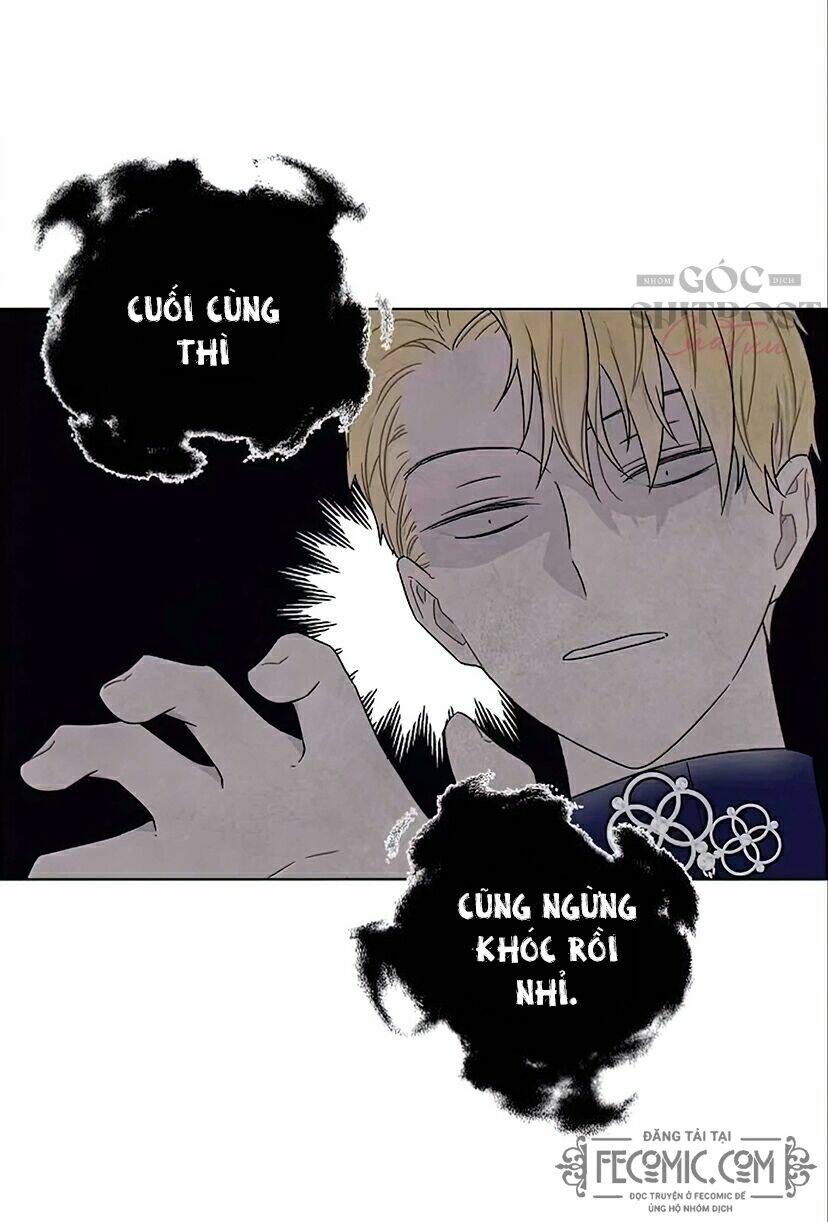 NHÓM GÓC DỊCH
SHITPOST
CUỐI CÙNG
THÌ
CŨNG NGỪNG
KHÓC RỒI
NHỈ.
ĐĂNG TẢI TẠI
FECOMIC.COM
ĐỌC TRUYỆN Ở FECOMIC ĐỂ
ỦNG HỘ NHÓM DỊCH